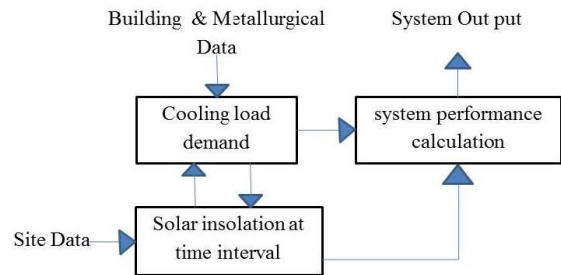 Building & Metallurgical
Data
System Out put
Cooling load
demand
system performance
calculation
Site Data
Solar insolation at
time interval